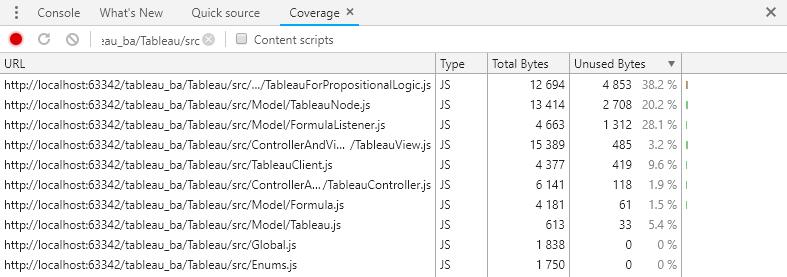 Console What's New Quick source Coverage ×
eau_ba/Tableau/src Content scripts
URL Type Total Bytes Unused Bytes ▼
http://localhost:63342/tableau_ba/Tableau/src/… /TableauForPropositionalLogic.js JS 12 694 4 853 38.2 %
http://localhost:63342/tableau_ba/Tableau/src/Model/TableauNode.js JS 13 414 2 708 20.2 %
http://localhost:63342/tableau_ba/Tableau/src/Model/FormulaListener.js JS 4 663 1 312 28.1 %
http://localhost:63342/tableau_ba/Tableau/src/ControllerAndVi… /TableauView.js JS 15 389 485 3.2 %
http://localhost:63342/tableau_ba/Tableau/src/TableauClient.js JS 4 377 419 9.6 %
http://localhost:63342/tableau_ba/Tableau/src/ControllerA… /TableauController.js JS 6 141 118 1.9 %
http://localhost:63342/tableau_ba/Tableau/src/Model/Formula.js JS 4 181 61 1.5 %
http://localhost:63342/tableau_ba/Tableau/src/Model/Tableau.js JS 613 33 5.4 %
http://localhost:63342/tableau_ba/Tableau/src/Global.js JS 1 838 0 0 %
http://localhost:63342/tableau_ba/Tableau/src/Enums.js JS 1 750 0 0 %